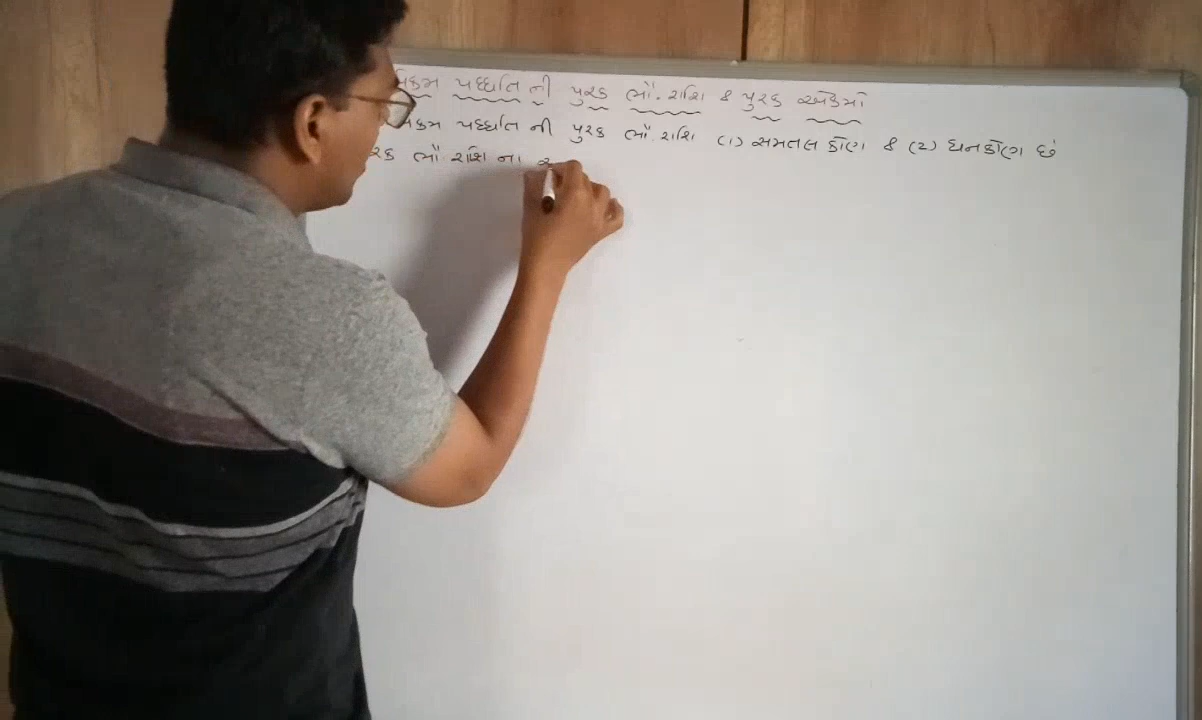 પદ્ધતિ ની પુરક ભૌ. રાશિ & પુરક એકમો
પદ્ધતિ ની પુરક ભૌ. રાશિ (૧) સમતલ કોણ & (૨) ઘનકોણ છે
ભૌ. રાશિ ના